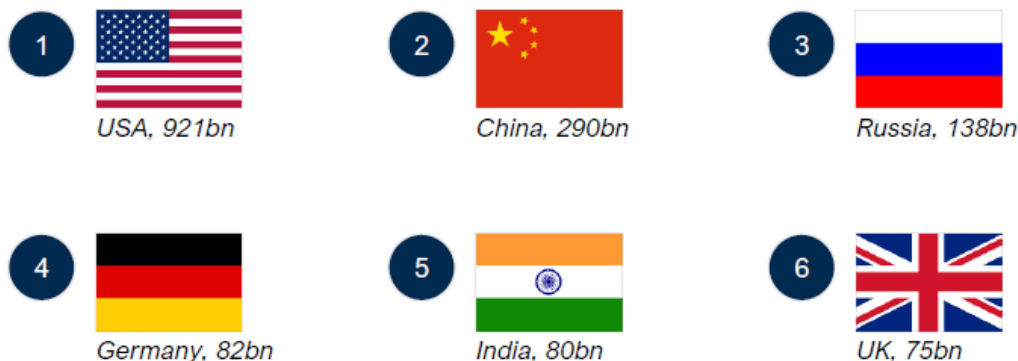 1
2
3
USA, 921bn
China, 290bn
Russia, 138bn
4
5
6
Germany, 82bn
India, 80bn
UK, 75bn